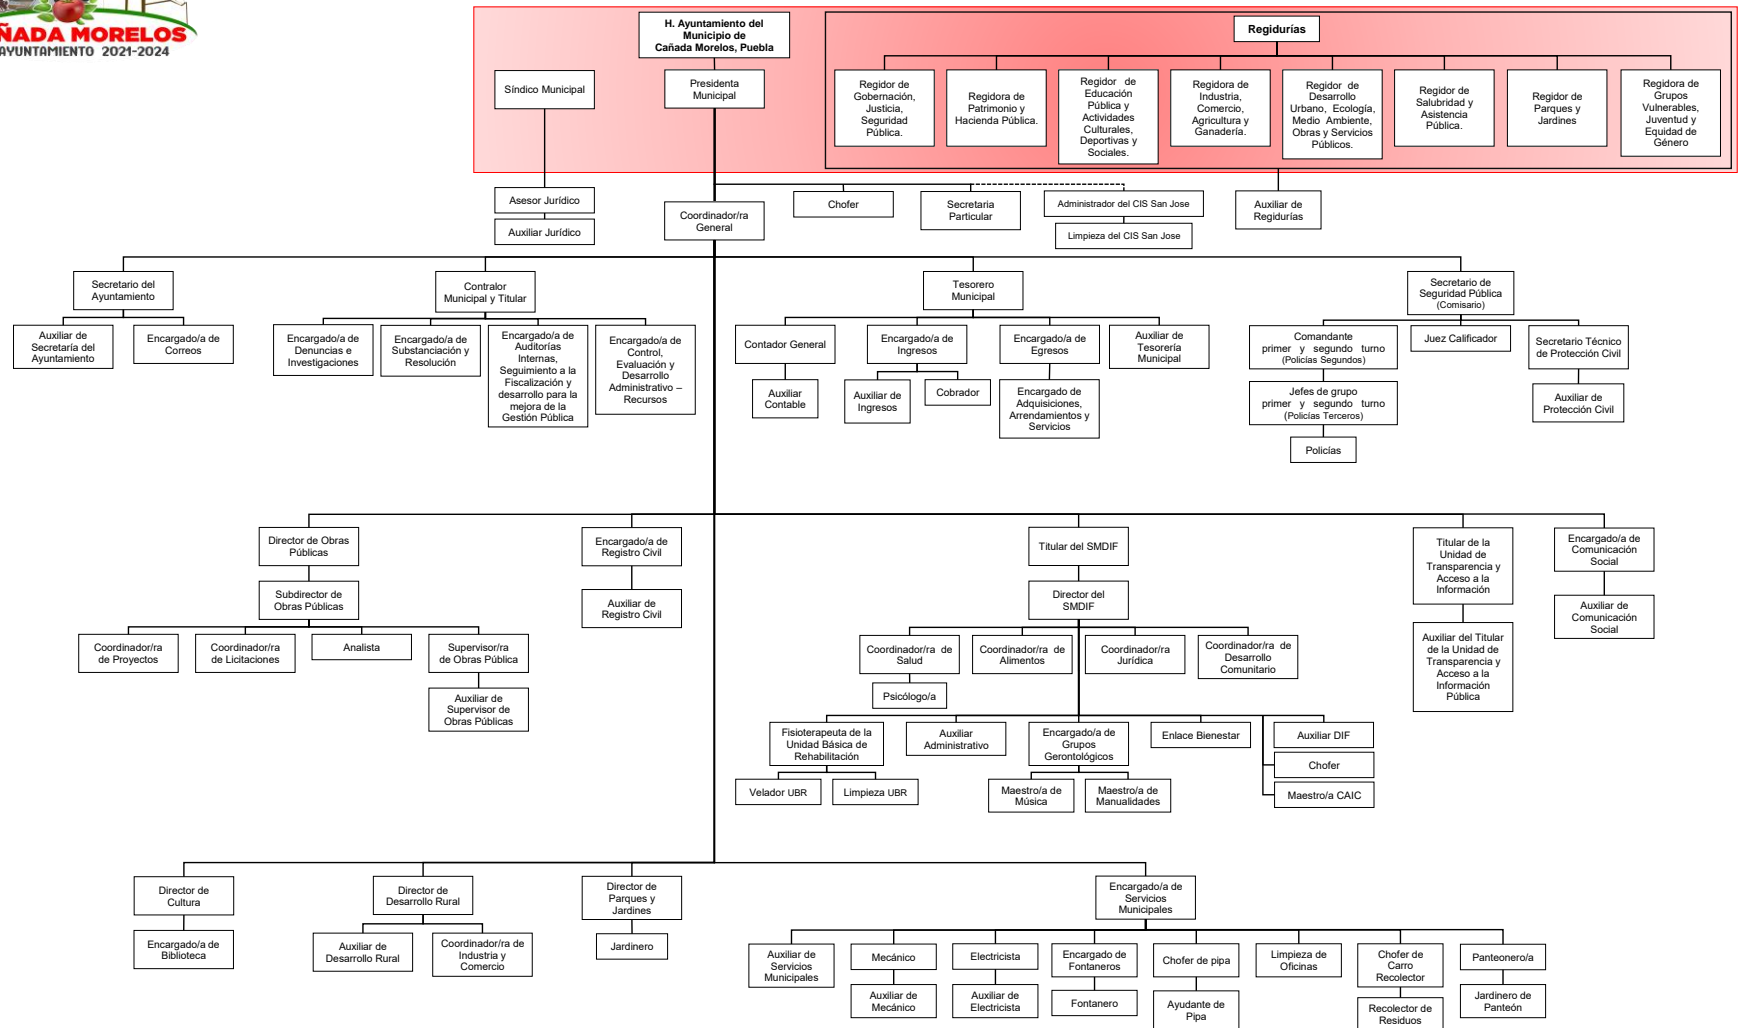 AÑADA MORELOS
AYUNTAMIENTO 2021-2024
H. Ayuntamiento del
Municipio de
Cañada Morelos, Puebla
Regidurías
Síndico Municipal
Presidenta
Municipal
Regidor de
Gobernación,
Justicia,
Seguridad
Pública.
Regidora de
Patrimonio y
Hacienda Pública.
Regidor de
Educación
Pública y
Actividades
Culturales,
Deportivas y
Sociales.
Regidora de
Industria,
Comercio,
Agricultura y
Ganadería.
Regidor de
Desarrollo
Urbano, Ecología,
Medio Ambiente,
Obras y Servicios
Públicos.
Regidor de
Salubridad y
Asistencia
Pública.
Regidor de
Parques y
Jardines
Regidora de
Grupos
Vulnerables,
Juventud y
Equidad de
Género
Asesor Jurídico
Auxiliar Jurídico
Coordinador/ra
General
Chofer
Secretaria
Particular
Administrador del CIS San Jose
Limpieza del CIS San Jose
Auxiliar de
Regidurías
Secretario del
Ayuntamiento
Contralor
Municipal y Titular
Tesorero
Municipal
Secretario de
Seguridad Pública
(Comisario)
Auxiliar de
Secretaría del
Ayuntamiento
Encargado/a de
Correos
Encargado/a de
Denuncias e
Investigaciones
Encargado/a de
Substanciación y
Resolución
Encargado/a de
Auditorías
Internas,
Seguimiento a la
Fiscalización y
desarrollo para la
mejora de la
Gestión Pública
Encargado/a de
Control,
Evaluación y
Desarrollo
Administrativo –
Recursos
Contador General
Auxiliar
Contable
Encargado/a de
Ingresos
Auxiliar de
Ingresos
Cobrador
Encargado/a de
Egresos
Encargado de
Adquisiciones,
Arrendamientos y
Servicios
Auxiliar de
Tesorería
Municipal
Comandante
primer y segundo turno
(Policías Segundos)
Jefes de grupo
primer y segundo turno
(Policías Terceros)
Policías
Juez Calificador
Secretario Técnico
de Protección Civil
Auxiliar de
Protección Civil
Director de Obras
Públicas
Subdirector de
Obras Públicas
Coordinador/ra
de Proyectos
Coordinador/ra
de Licitaciones
Analista
Supervisor/ra
de Obras Pública
Auxiliar de
Supervisor de
Obras Públicas
Encargado/a de
Registro Civil
Auxiliar de
Registro Civil
Titular del SMDIF
Director del
SMDIF
Coordinador/ra de
Salud
Psicólogo/a
Coordinador/ra de
Alimentos
Coordinador/ra
Jurídica
Coordinador/ra de
Desarrollo
Comunitario
Fisioterapeuta de la
Unidad Básica de
Rehabilitación
Velador UBR
Limpieza UBR
Auxiliar
Administrativo
Encargado/a de
Grupos
Gerontológicos
Maestro/a de
Música
Maestro/a de
Manualidades
Enlace Bienestar
Auxiliar DIF
Chofer
Maestro/a CAIC
Titular de la
Unidad de
Transparencia y
Acceso a la
Información
Auxiliar del Titular
de la Unidad de
Transparencia y
Acceso a la
Información
Pública
Encargado/a de
Comunicación
Social
Auxiliar de
Comunicación
Social
Director de
Cultura
Encargado/a de
Biblioteca
Director de
Desarrollo Rural
Auxiliar de
Desarrollo Rural
Coordinador/ra de
Industria y
Comercio
Director de
Parques y
Jardines
Jardinero
Encargado/a de
Servicios
Municipales
Auxiliar de
Servicios
Municipales
Mecánico
Auxiliar de
Mecánico
Electricista
Auxiliar de
Electricista
Encargado de
Fontaneros
Fontanero
Chofer de pipa
Ayudante de
Pipa
Limpieza de
Oficinas
Chofer de
Carro
Recolector
Recolector de
Residuos
Panteonero/a
Jardinero de
Panteón